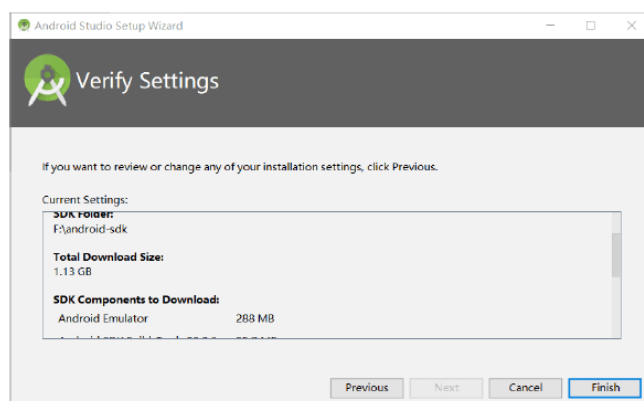 Android Studio Setup Wizard
Verify Settings
If you want to review or change any of your installation settings, click Previous.
Current Settings:
SDK Folder:
F:\android-sdk
Total Download Size:
1.13 GB
SDK Components to Download:
Android Emulator 288 MB
Previous Next Cancel Finish